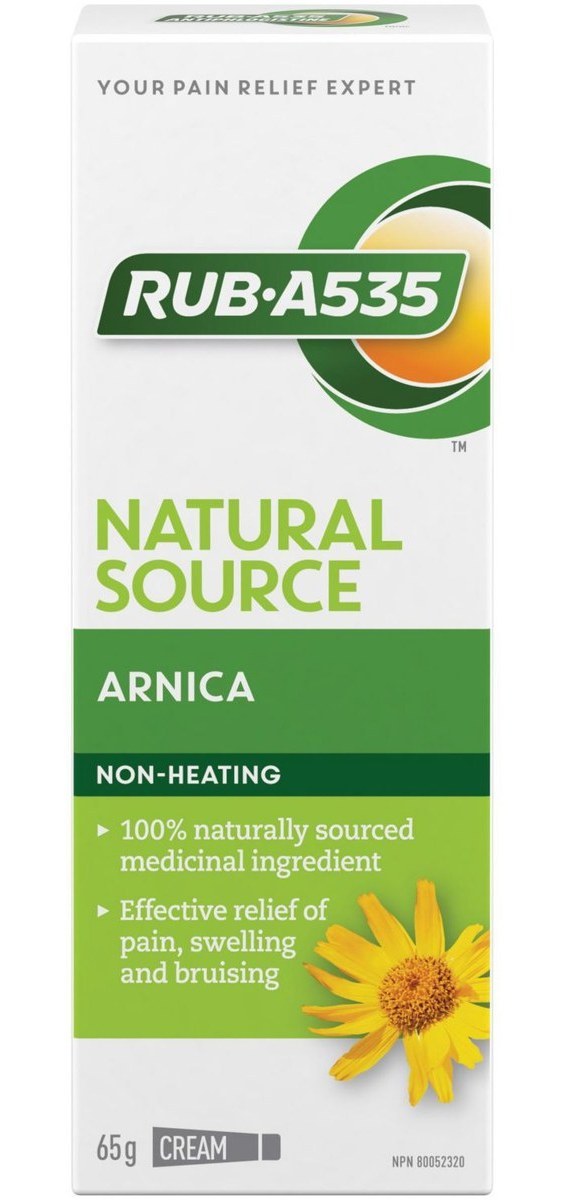 YOUR PAIN RELIEF EXPERT
RUB·A535
TM
NATURAL
SOURCE
ARNICA
NON-HEATING
▸ 100% naturally sourced
medicinal ingredient
▸ Effective relief of
pain, swelling
and bruising
65g CREAM
NPN 80052320